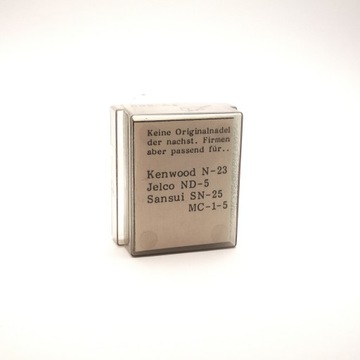 Keine Originalnadel
der nachst. Firmen
aber passend für..
Kenwood N-23
Jelco ND-5
Sansui SN-25
MC-1-5